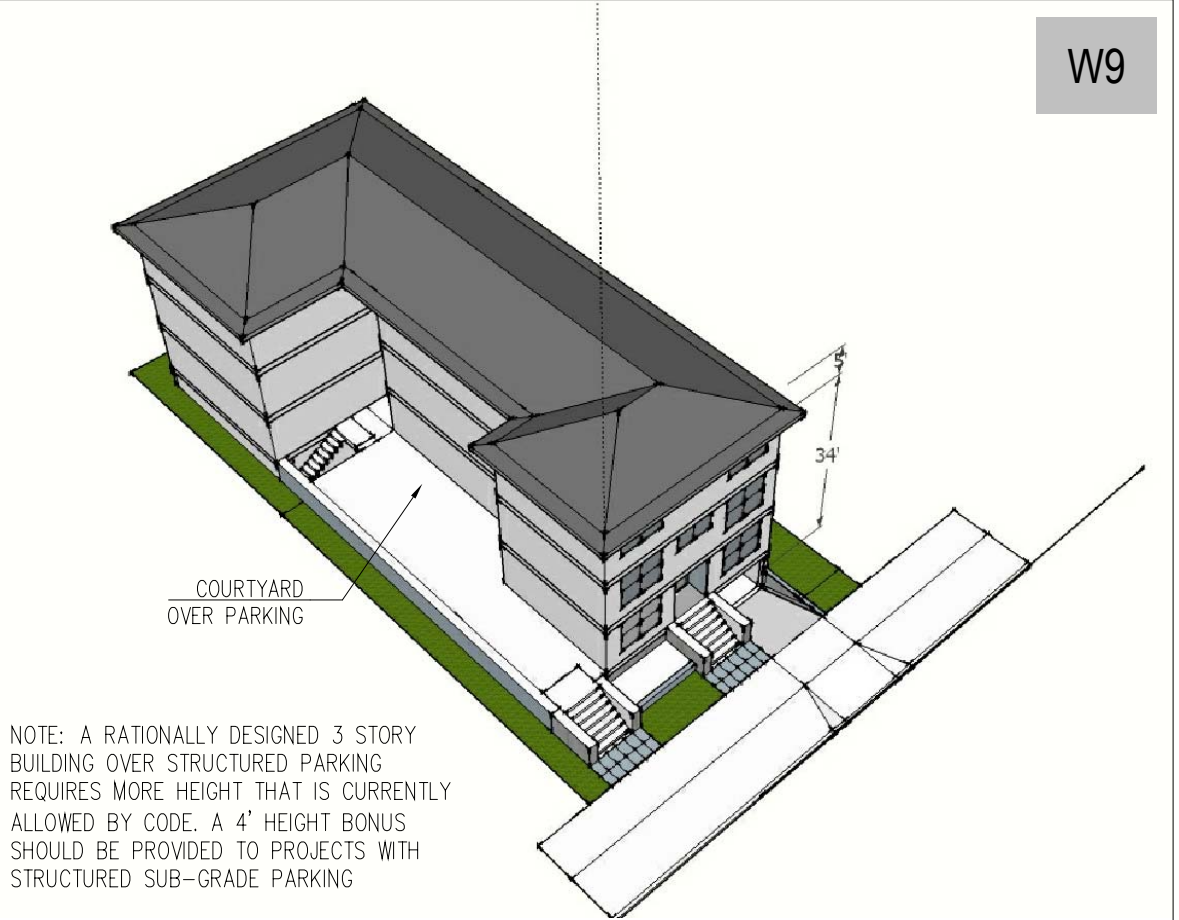 W9
5'
34'
COURTYARD
OVER PARKING
NOTE: A RATIONALLY DESIGNED 3 STORY
BUILDING OVER STRUCTURED PARKING
REQUIRES MORE HEIGHT THAT IS CURRENTLY
ALLOWED BY CODE. A 4' HEIGHT BONUS
SHOULD BE PROVIDED TO PROJECTS WITH
STRUCTURED SUB-GRADE PARKING